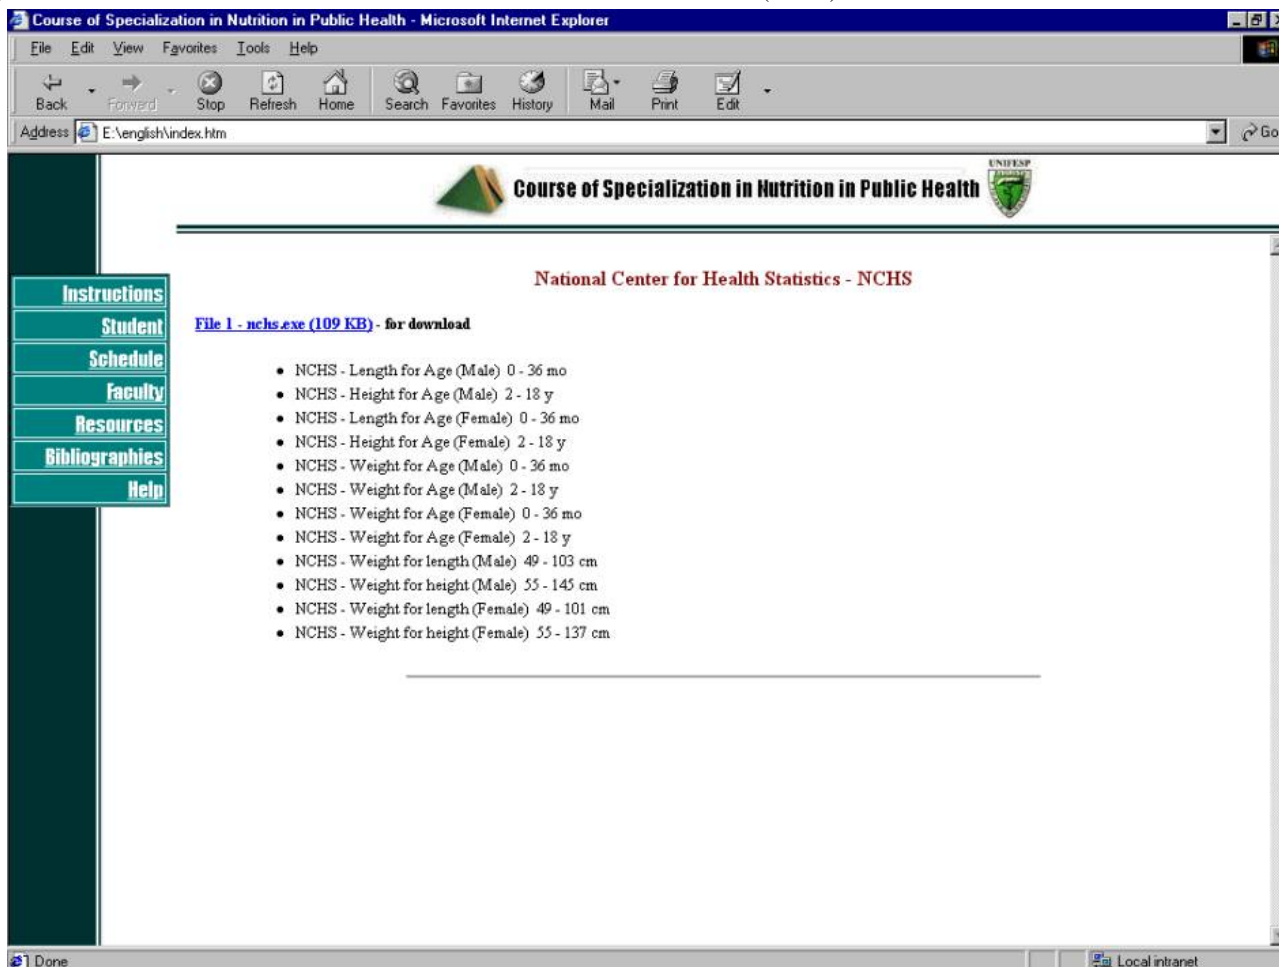 Course of Specialization in Nutrition in Public Health - Microsoft Internet Explorer
File Edit View Favorites Tools Help
Back Forward Stop Refresh Home Search Favorites History Mail Print Edit
Address E:\english\index.htm Go
UNIFESP
Course of Specialization in Nutrition in Public Health
National Center for Health Statistics - NCHS
Instructions
Student
Schedule
Faculty
Resources
Bibliographies
Help
File 1 - nchs.exe (109 KB) - for download
NCHS - Length for Age (Male) 0 - 36 mo
NCHS - Height for Age (Male) 2 - 18 y
NCHS - Length for Age (Female) 0 - 36 mo
NCHS - Height for Age (Female) 2 - 18 y
NCHS - Weight for Age (Male) 0 - 36 mo
NCHS - Weight for Age (Male) 2 - 18 y
NCHS - Weight for Age (Female) 0 - 36 mo
NCHS - Weight for Age (Female) 2 - 18 y
NCHS - Weight for length (Male) 49 - 103 cm
NCHS - Weight for height (Male) 55 - 145 cm
NCHS - Weight for length (Female) 49 - 101 cm
NCHS - Weight for height (Female) 55 - 137 cm
Done Local intranet